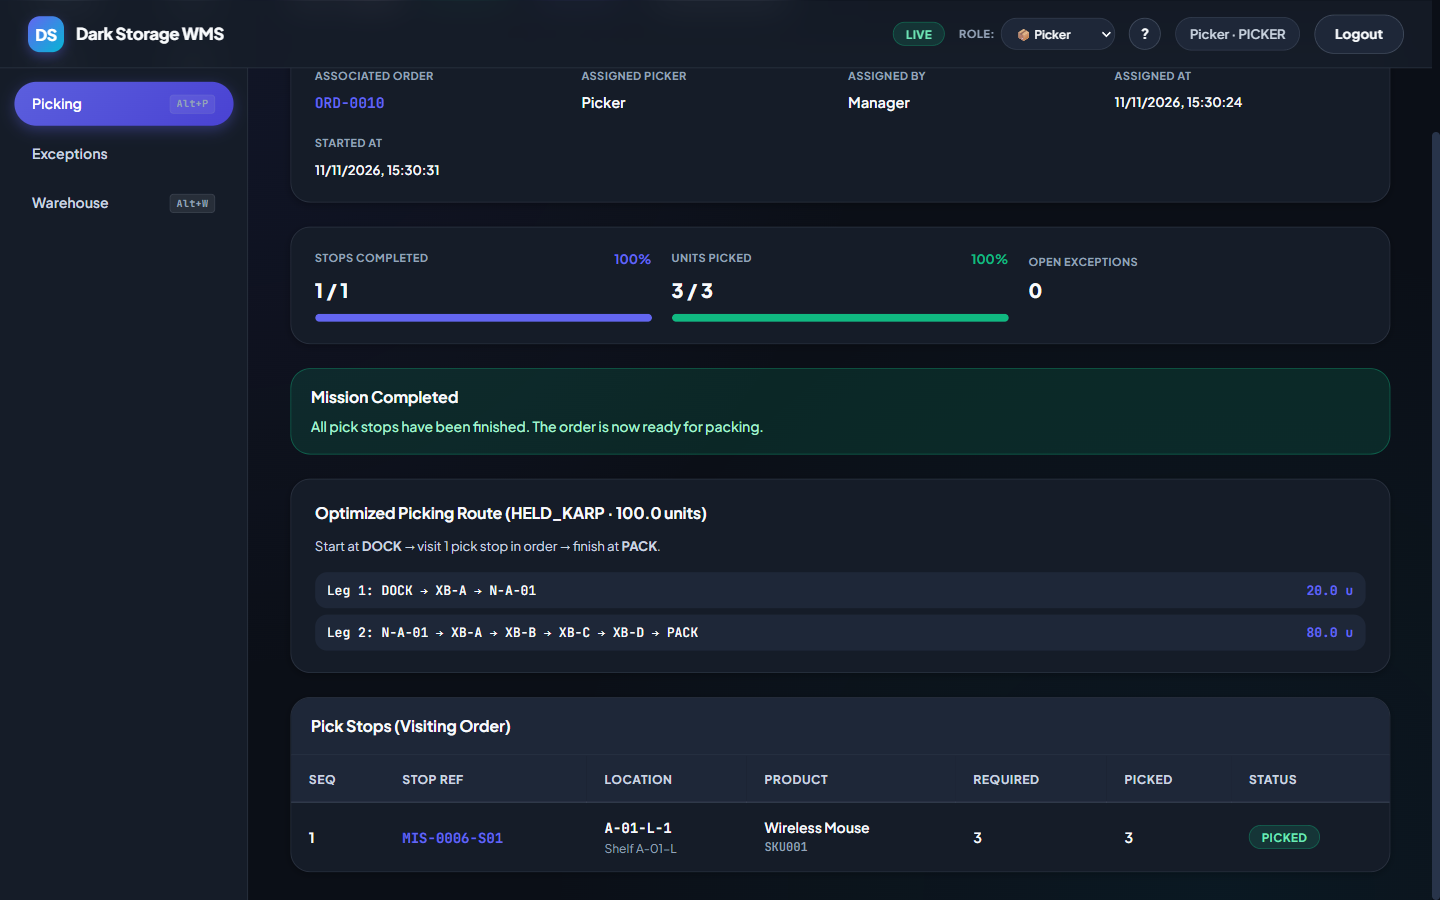 DS Dark Storage WMS LIVE ROLE: Picker ? Picker · PICKER Logout
Picking Alt+P
Exceptions
Warehouse Alt+W
ASSOCIATED ORDER ASSIGNED PICKER ASSIGNED BY ASSIGNED AT
ORD-0010 Picker Manager 11/11/2026, 15:30:24
STARTED AT
11/11/2026, 15:30:31
STOPS COMPLETED 100% UNITS PICKED 100% OPEN EXCEPTIONS
1 / 1 3 / 3 0
Mission Completed
All pick stops have been finished. The order is now ready for packing.
Optimized Picking Route (HELD_KARP · 100.0 units)
Start at DOCK → visit 1 pick stop in order → finish at PACK.
Leg 1: DOCK → XB-A → N-A-01 20.0 u
Leg 2: N-A-01 → XB-A → XB-B → XB-C → XB-D → PACK 80.0 u
Pick Stops (Visiting Order)
SEQ STOP REF LOCATION PRODUCT REQUIRED PICKED STATUS
1 MIS-0006-S01 A-01-L-1 Wireless Mouse 3 3 PICKED
Shelf A-01-L SKU001